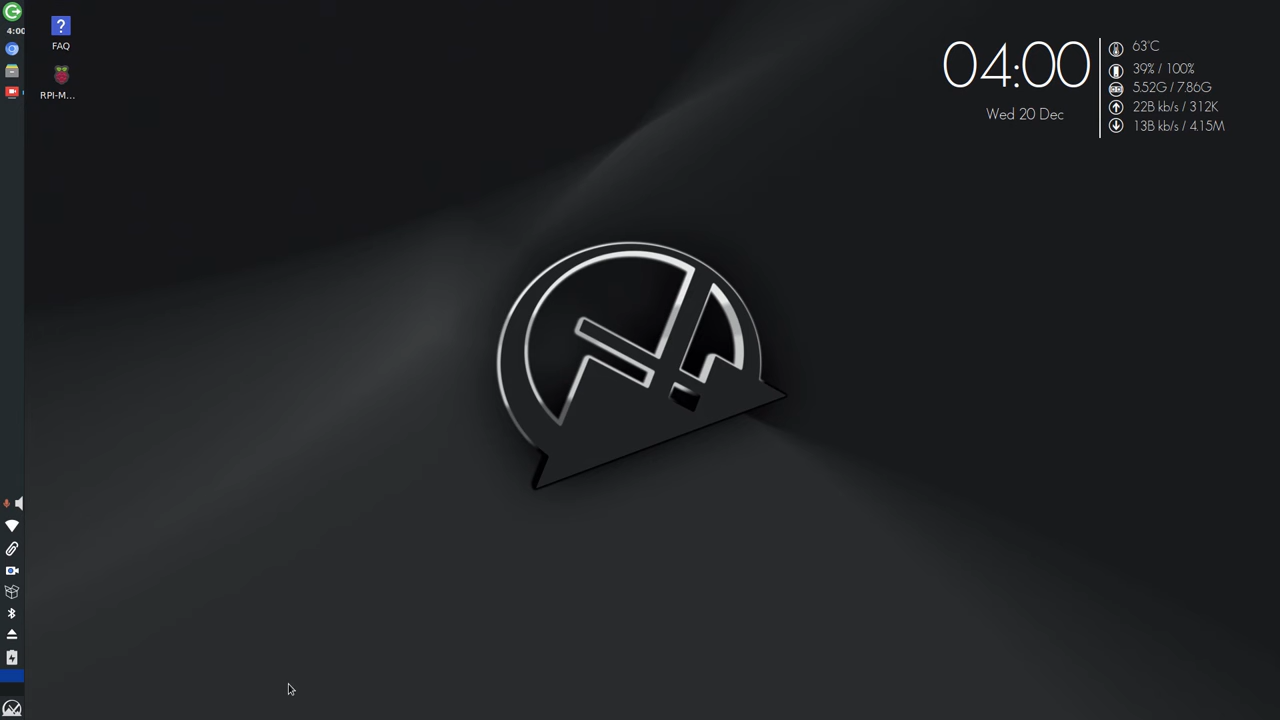 4:00
FAQ
RPI-M...
04:00
Wed 20 Dec
63°C
39% / 100%
5.52G / 7.86G
22B kb/s / 312K
13B kb/s / 4.15M